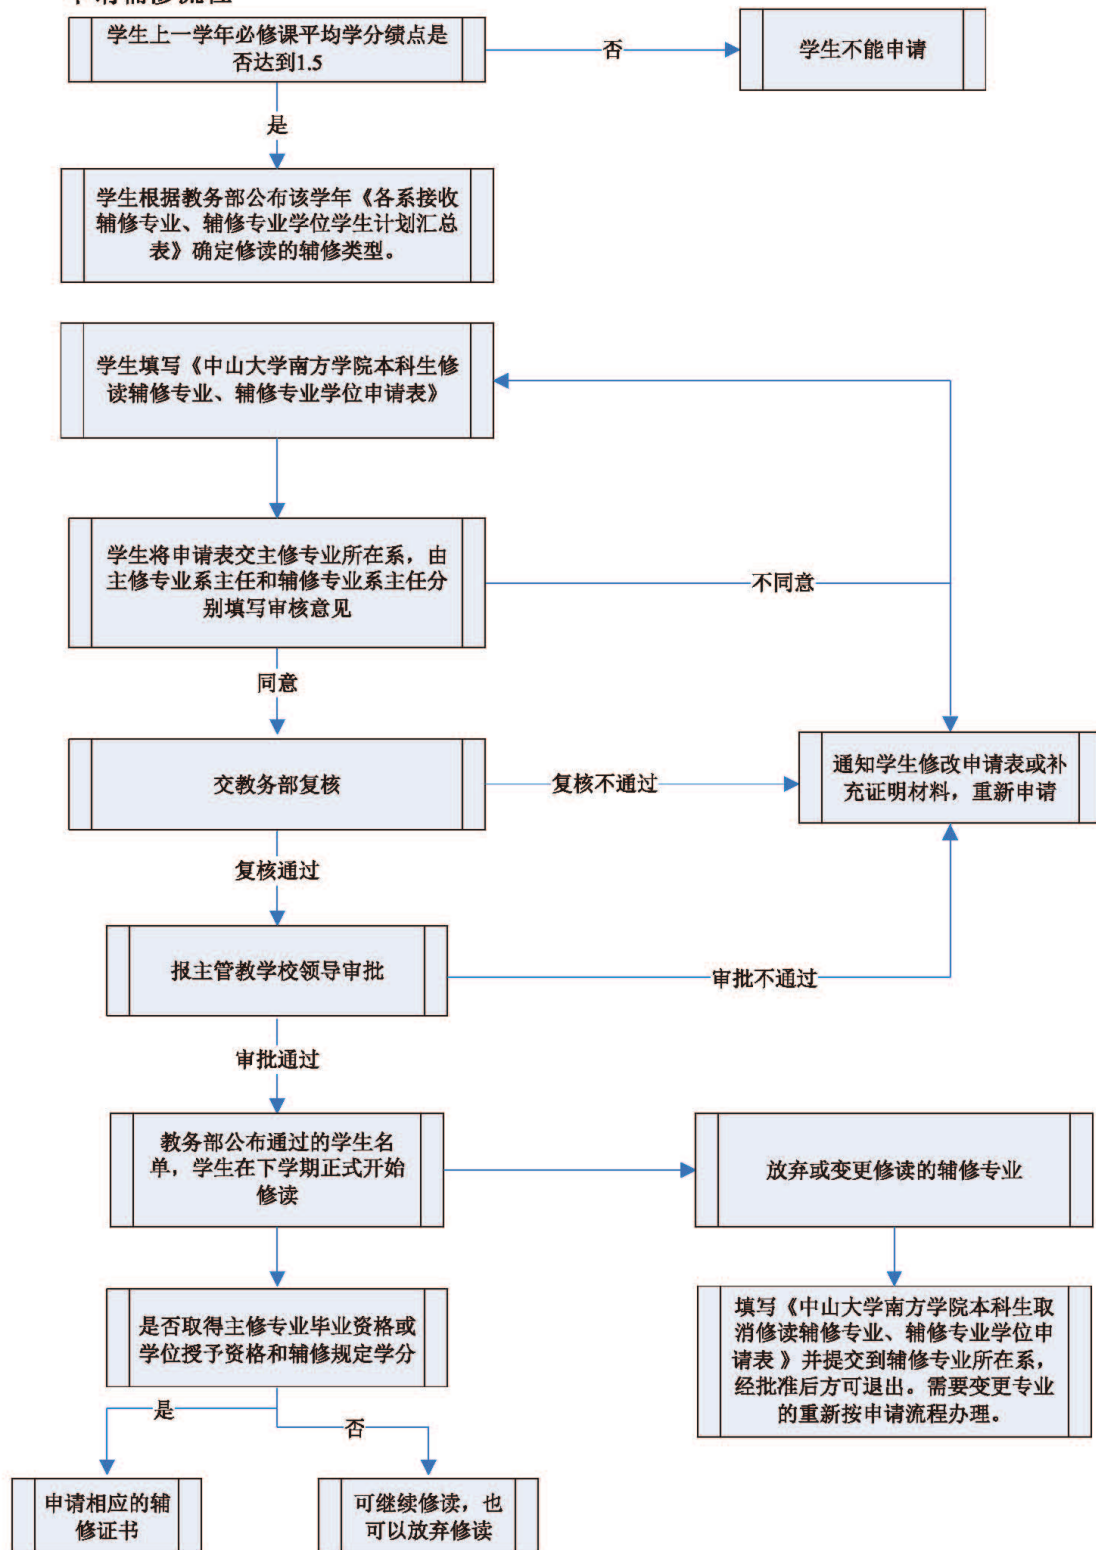 申请辅修流程
学生上一学年必修课平均学分绩点是
否达到1.5
否
学生不能申请
是
学生根据教务部公布该学年《各系接收
辅修专业、辅修专业学位学生计划汇总
表》确定修读的辅修类型。
学生填写《中山大学南方学院本科生修
读辅修专业、辅修专业学位申请表》
学生将申请表交主修专业所在系，由
主修专业系主任和辅修专业系主任分
别填写审核意见
不同意
同意
交教务部复核
复核不通过
通知学生修改申请表或补
充证明材料，重新申请
复核通过
报主管教学校领导审批
审批不通过
审批通过
教务部公布通过的学生名
单，学生在下学期正式开始
修读
放弃或变更修读的辅修专业
是否取得主修专业毕业资格或
学位授予资格和辅修规定学分
填写《中山大学南方学院本科生取
消修读辅修专业、辅修专业学位申
请表 》并提交到辅修专业所在系，
经批准后方可退出。需要变更专业
的重新按申请流程办理。
是
否
申请相应的辅
修证书
可继续修读，也
可以放弃修读